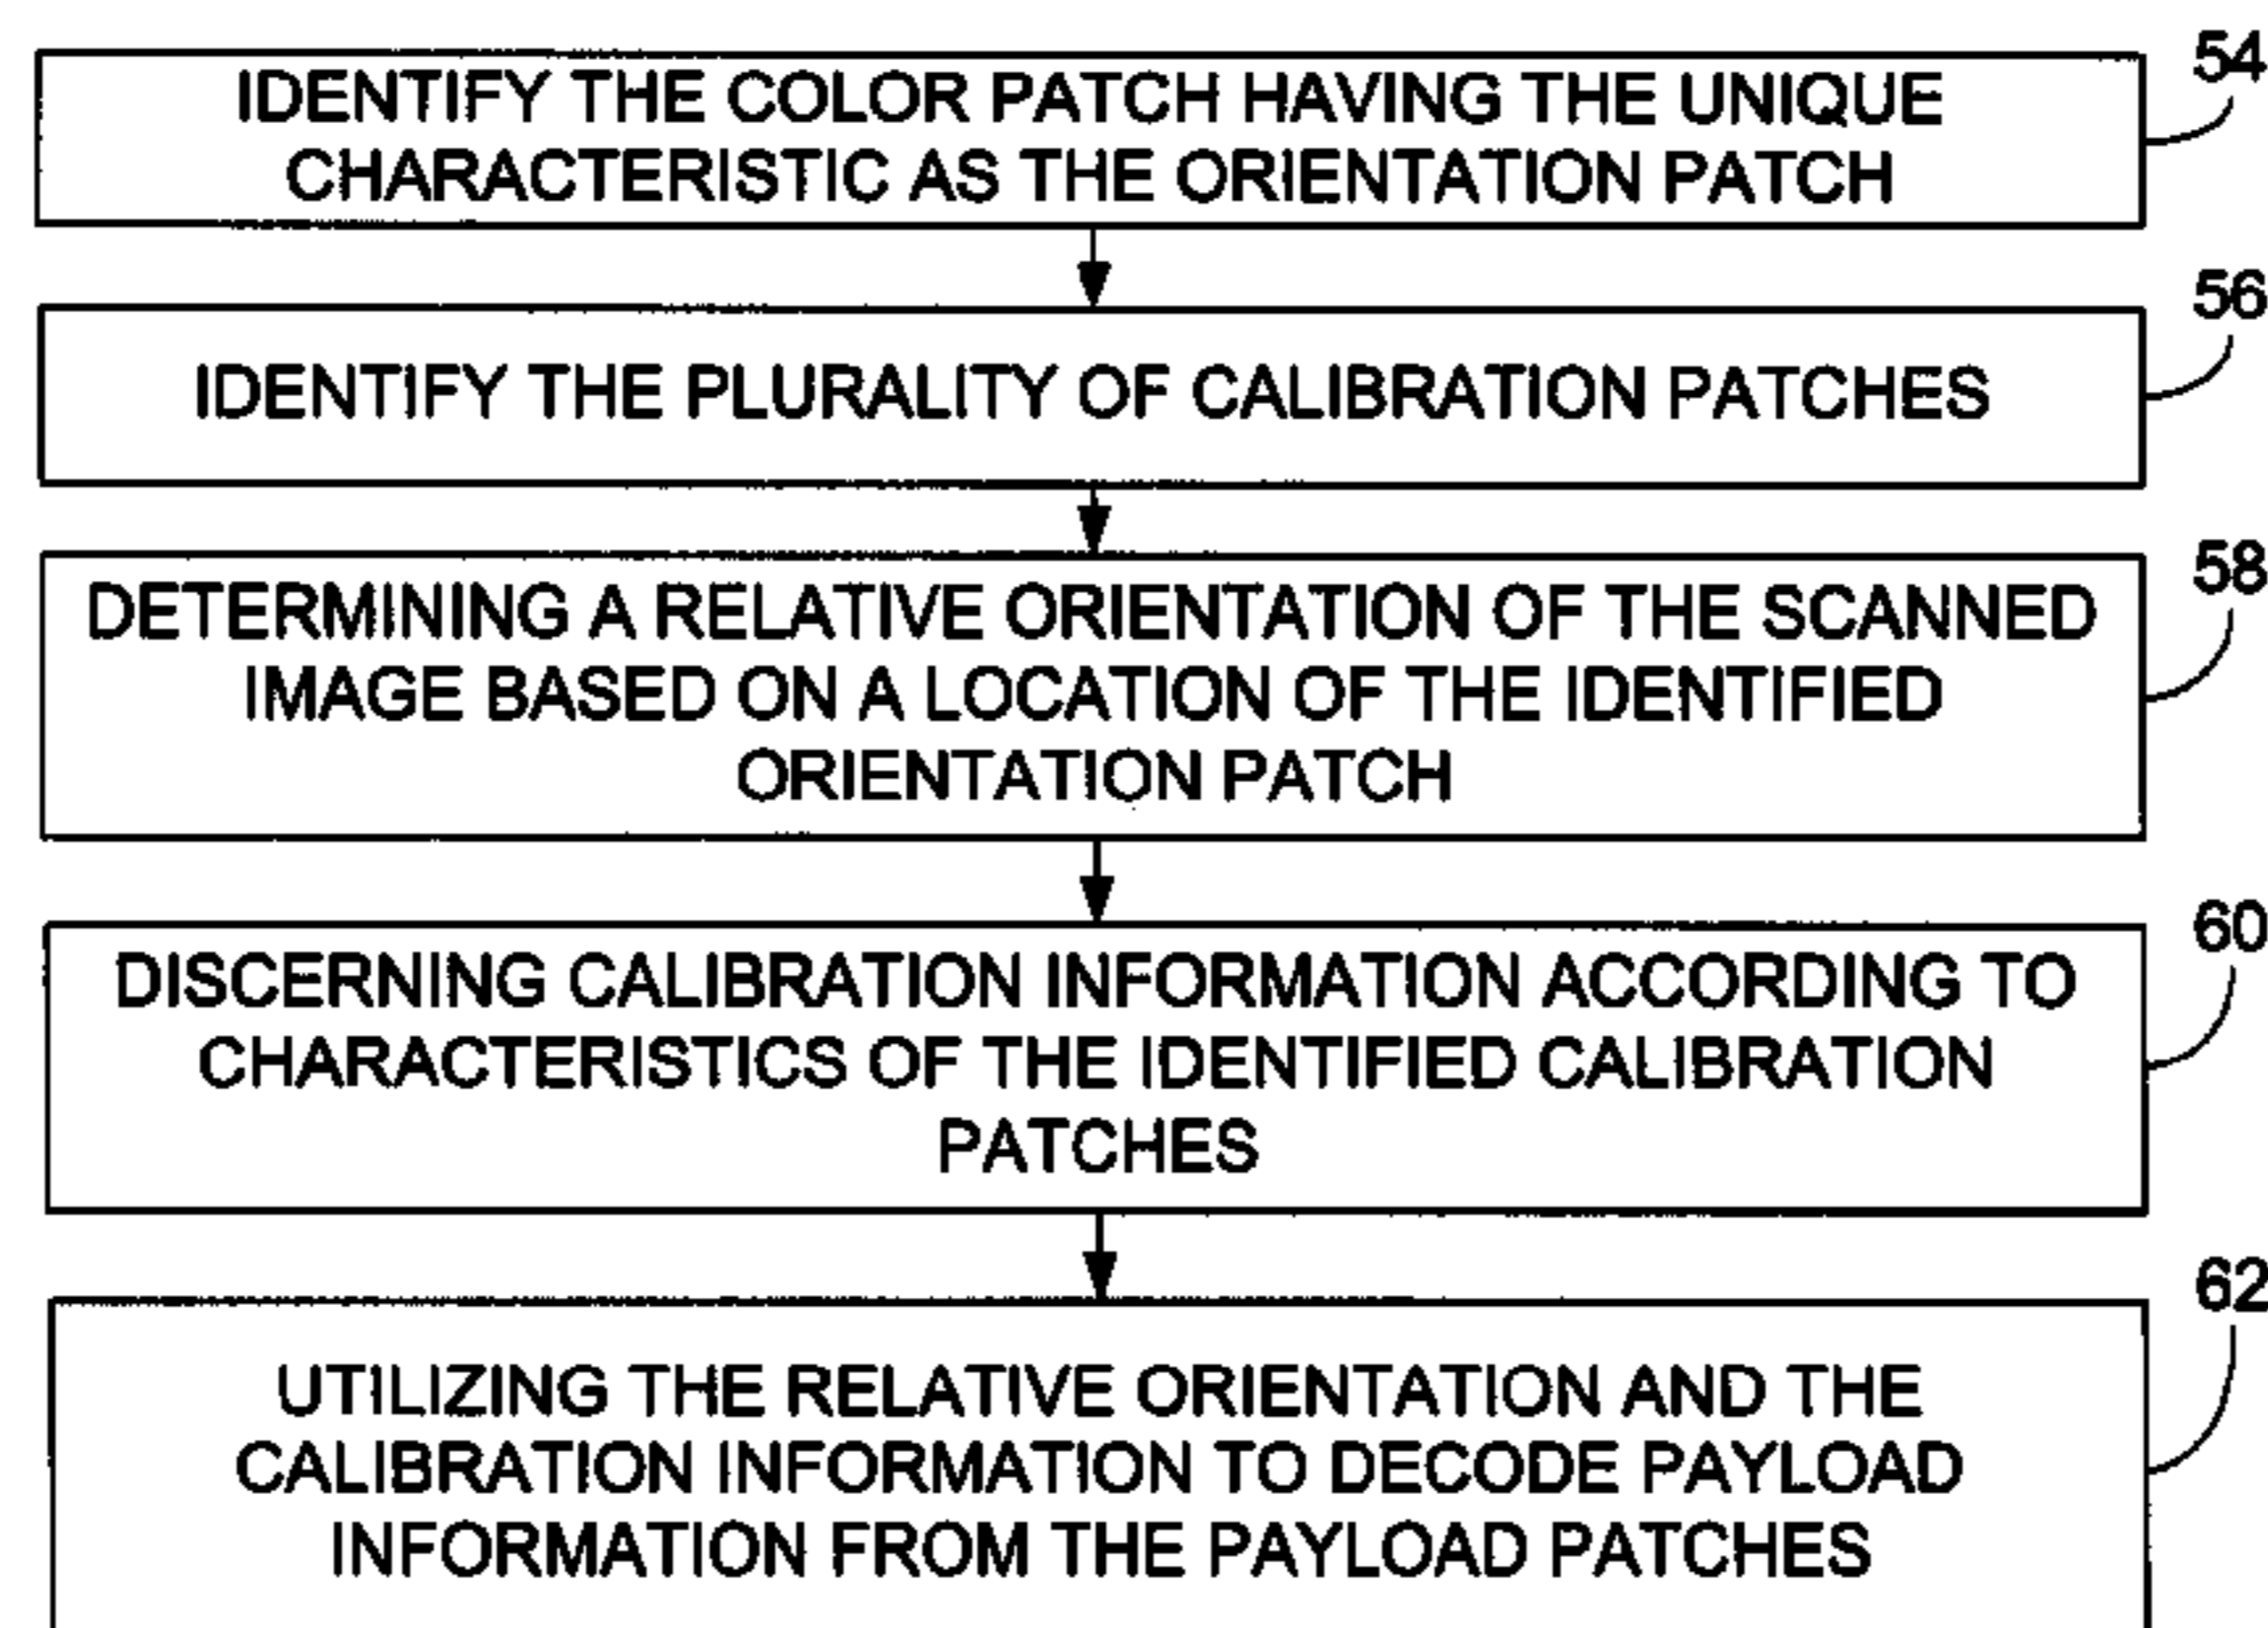 54
IDENTIFY THE COLOR PATCH HAVING THE UNIQUE
CHARACTERISTIC AS THE ORIENTATION PATCH
56
IDENTIFY THE PLURALITY OF CALIBRATION PATCHES
58
DETERMINING A RELATIVE ORIENTATION OF THE SCANNED
IMAGE BASED ON A LOCATION OF THE IDENTIFIED
ORIENTATION PATCH
60
DISCERNING CALIBRATION INFORMATION ACCORDING TO
CHARACTERISTICS OF THE IDENTIFIED CALIBRATION
PATCHES
62
UTILIZING THE RELATIVE ORIENTATION AND THE
CALIBRATION INFORMATION TO DECODE PAYLOAD
INFORMATION FROM THE PAYLOAD PATCHES